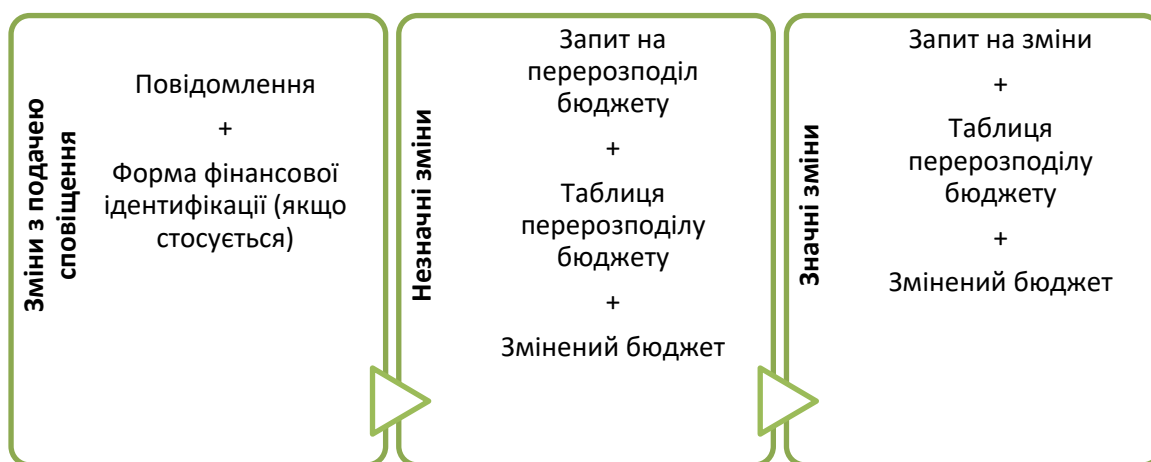 Зміни з подачею
сповіщення
Повідомлення
+
Форма фінансової
ідентифікації (якщо
стосується)
Незначні зміни
Запит на
перерозподіл
бюджету
+
Таблиця
перерозподілу
бюджету
+
Змінений бюджет
Значні зміни
Запит на зміни
+
Таблиця
перерозподілу
бюджету
+
Змінений бюджет